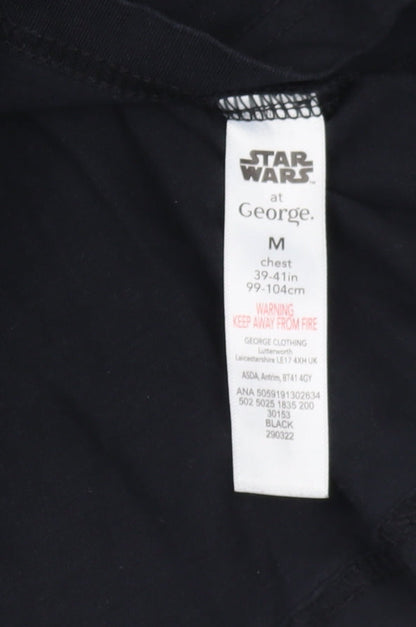 STAR
WARS™
at
George.
M
chest
39-41in
99-104cm
WARNING
KEEP AWAY FROM FIRE
GEORGE CLOTHING
Lutterworth
Leicestershire LE17 4XH UK
ASDA, Antrim, BT41 4GY
ANA 5059191302634
502 5025 1835 200
30153
BLACK
290322